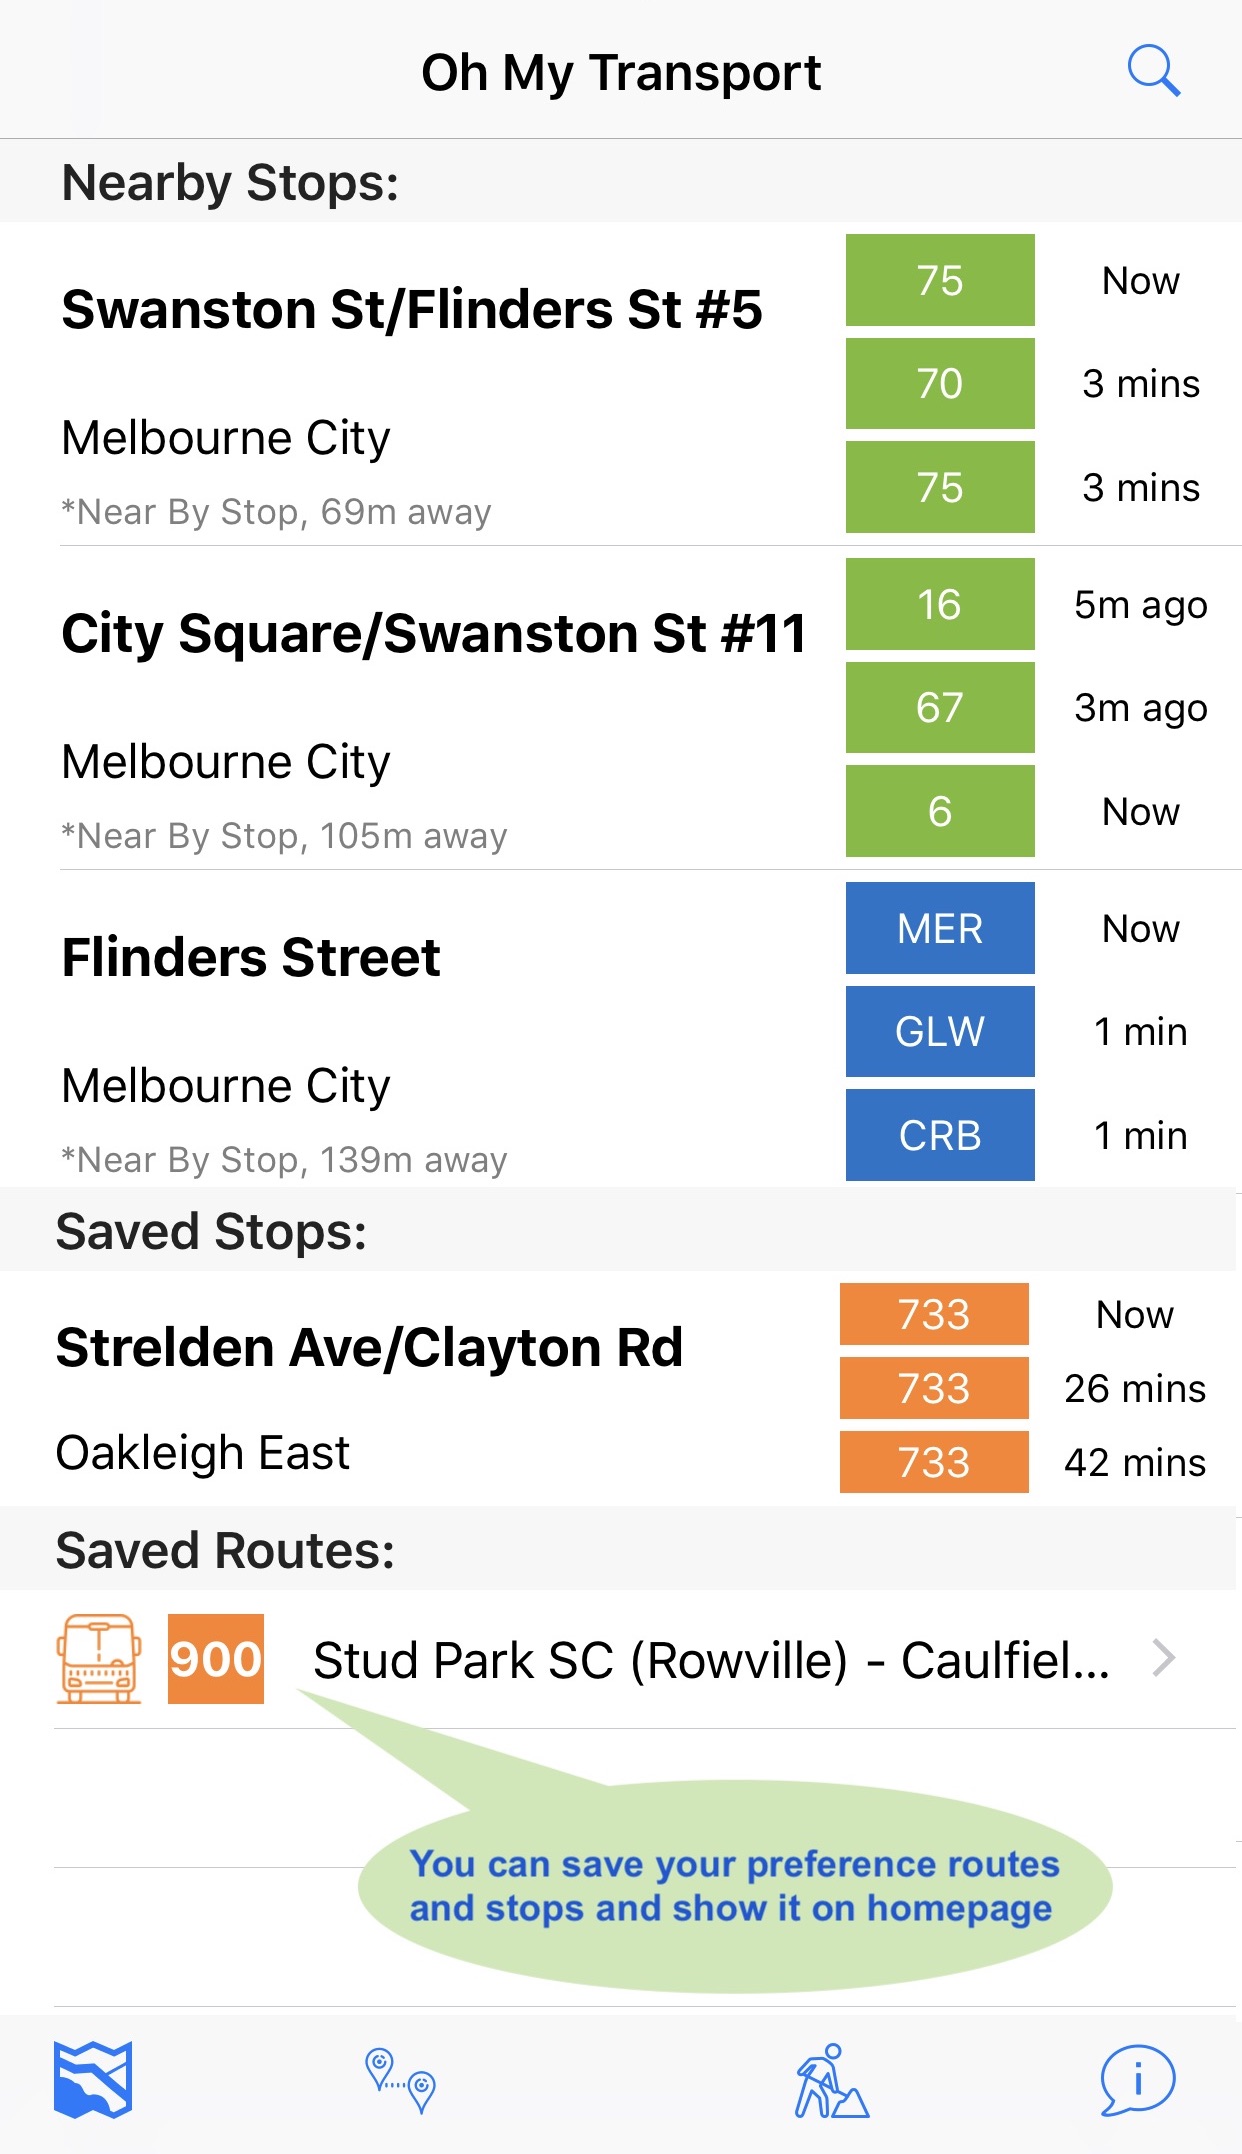 Oh My Transport
Nearby Stops:
Swanston St/Flinders St #5
75 Now
70 3 mins
Melbourne City
75 3 mins
*Near By Stop, 69m away
City Square/Swanston St #11
16 5m ago
67 3m ago
Melbourne City
6 Now
*Near By Stop, 105m away
Flinders Street
MER Now
GLW 1 min
Melbourne City
CRB 1 min
*Near By Stop, 139m away
Saved Stops:
Strelden Ave/Clayton Rd
733 Now
733 26 mins
Oakleigh East
733 42 mins
Saved Routes:
900 Stud Park SC (Rowville) - Caulfiel...
You can save your preference routes
and stops and show it on homepage
i